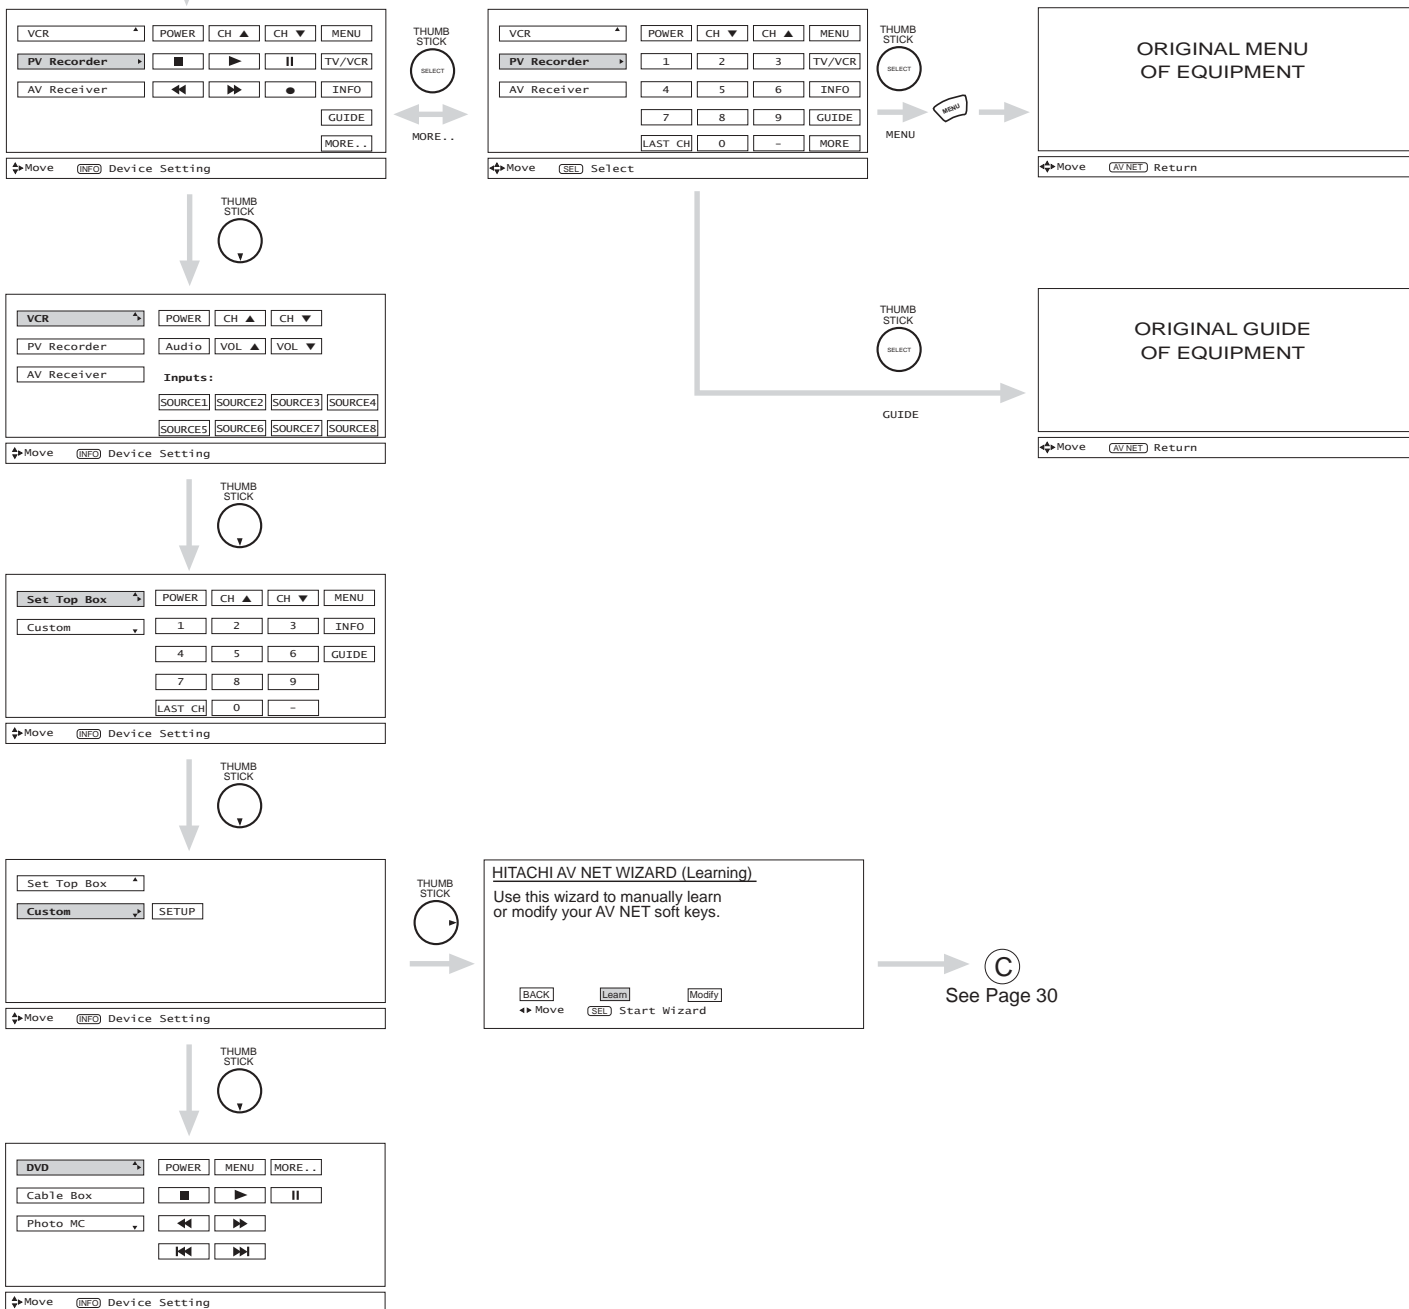 VCR POWER CH ▲ CH ▼ MENU
PV Recorder ■ ▶ II TV/VCR
AV Receiver ◀◀ ▶▶ ● INFO
GUIDE
MORE..
Move INFO Device Setting
THUMB
STICK
SELECT
MORE..
VCR POWER CH ▼ CH ▲ MENU
PV Recorder 1 2 3 TV/VCR
AV Receiver 4 5 6 INFO
7 8 9 GUIDE
LAST CH 0 – MORE
Move SEL Select
THUMB
STICK
SELECT
MENU
MENU
ORIGINAL MENU
OF EQUIPMENT
Move AV NET Return
THUMB
STICK
VCR POWER CH ▲ CH ▼
PV Recorder Audio VOL ▲ VOL ▼
AV Receiver Inputs:
SOURCE1 SOURCE2 SOURCE3 SOURCE4
SOURCE5 SOURCE6 SOURCE7 SOURCE8
Move INFO Device Setting
THUMB
STICK
SELECT
GUIDE
ORIGINAL GUIDE
OF EQUIPMENT
Move AV NET Return
THUMB
STICK
Set Top Box POWER CH ▲ CH ▼ MENU
Custom 1 2 3 INFO
4 5 6 GUIDE
7 8 9
LAST CH 0 –
Move INFO Device Setting
THUMB
STICK
Set Top Box
Custom SETUP
Move INFO Device Setting
THUMB
STICK
HITACHI AV NET WIZARD (Learning)
Use this wizard to manually learn
or modify your AV NET soft keys.
BACK Learn Modify
Move SEL Start Wizard
C
See Page 30
THUMB
STICK
DVD POWER MENU MORE..
Cable Box ■ ▶ II
Photo MC ◀◀ ▶▶
|◀◀ ▶▶|
Move INFO Device Setting